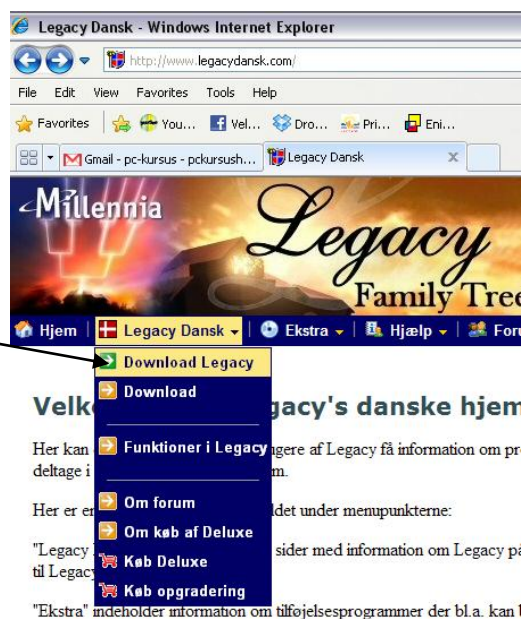 Legacy Dansk - Windows Internet Explorer
http://www.legacydansk.com/
File Edit View Favorites Tools Help
Favorites You... Vel... Dro... Pri... Eni...
Gmail - pc-kursus - pckursush... Legacy Dansk x
Millennia
Legacy
Family Tree
Hjem Legacy Dansk Ekstra Hjælp Foru
Download Legacy
Download
Funktioner i Legacy
Om forum
Om køb af Deluxe
Køb Deluxe
Køb opgradering
Velk gacy's danske hjem
Her kan gere af Legacy få information om pr
deltage i m.
Her er e ldet under menupunkterne:
"Legacy sider med information om Legacy på
til Legacy
"Ekstra" indeholder information om tilføjelsesprogrammer der bl.a. kan